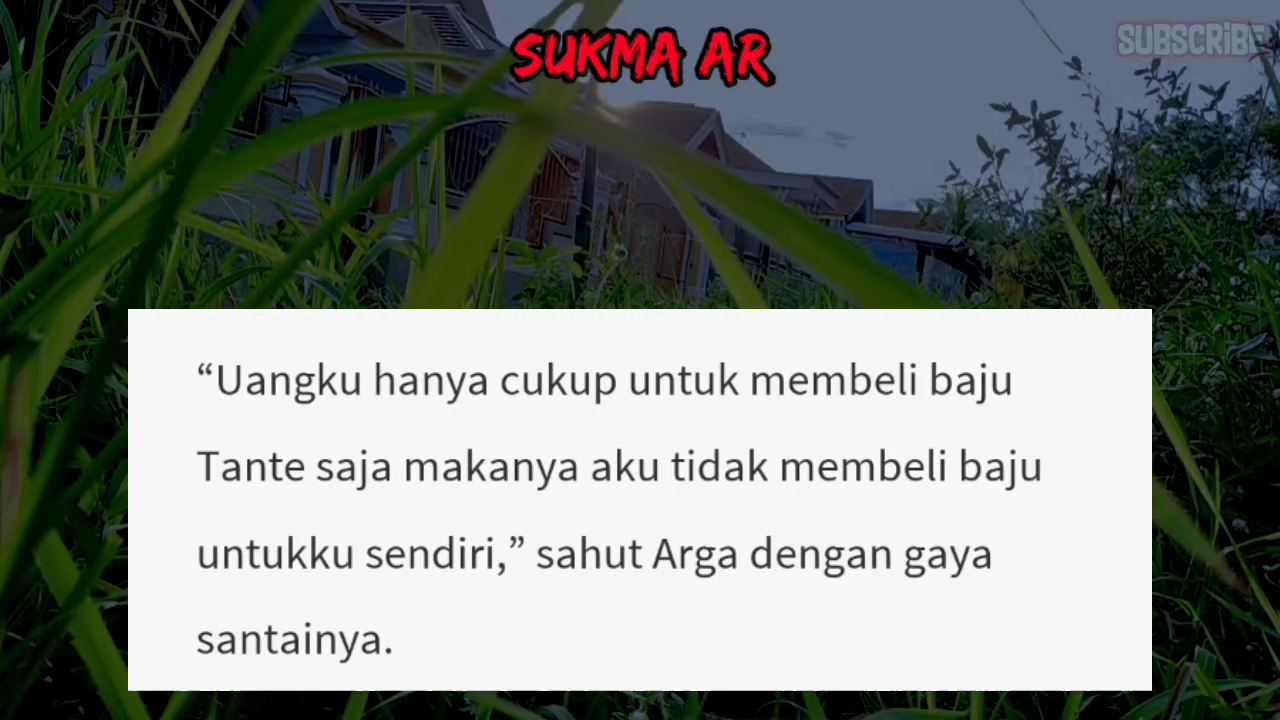 SUKMA AR
SUBSCRIBE
“Uangku hanya cukup untuk membeli baju
Tante saja makanya aku tidak membeli baju
untukku sendiri,” sahut Arga dengan gaya
santainya.